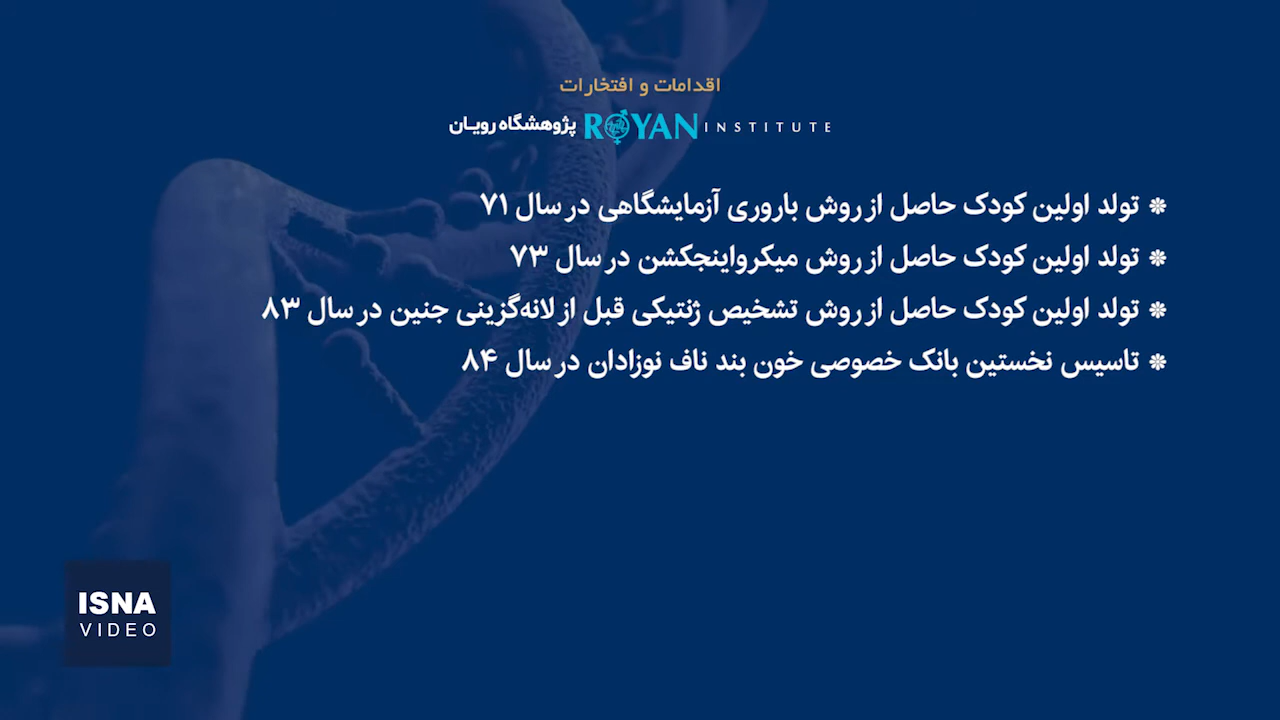 اقدامات و افتخارات
پژوهشگاه رویـان ROYAN INSTITUTE
❇ تولد اولین کودک حاصل از روش باروری آزمایشگاهی در سال ۷۱
❇ تولد اولین کودک حاصل از روش میکرواینجکشن در سال ۷۳
❇ تولد اولین کودک حاصل از روش تشخیص ژنتیکی قبل از لانه‌گزینی جنین در سال ۸۳
❇ تاسیس نخستین بانک خصوصی خون بند ناف نوزادان در سال ۸۴
ISNA
VIDEO